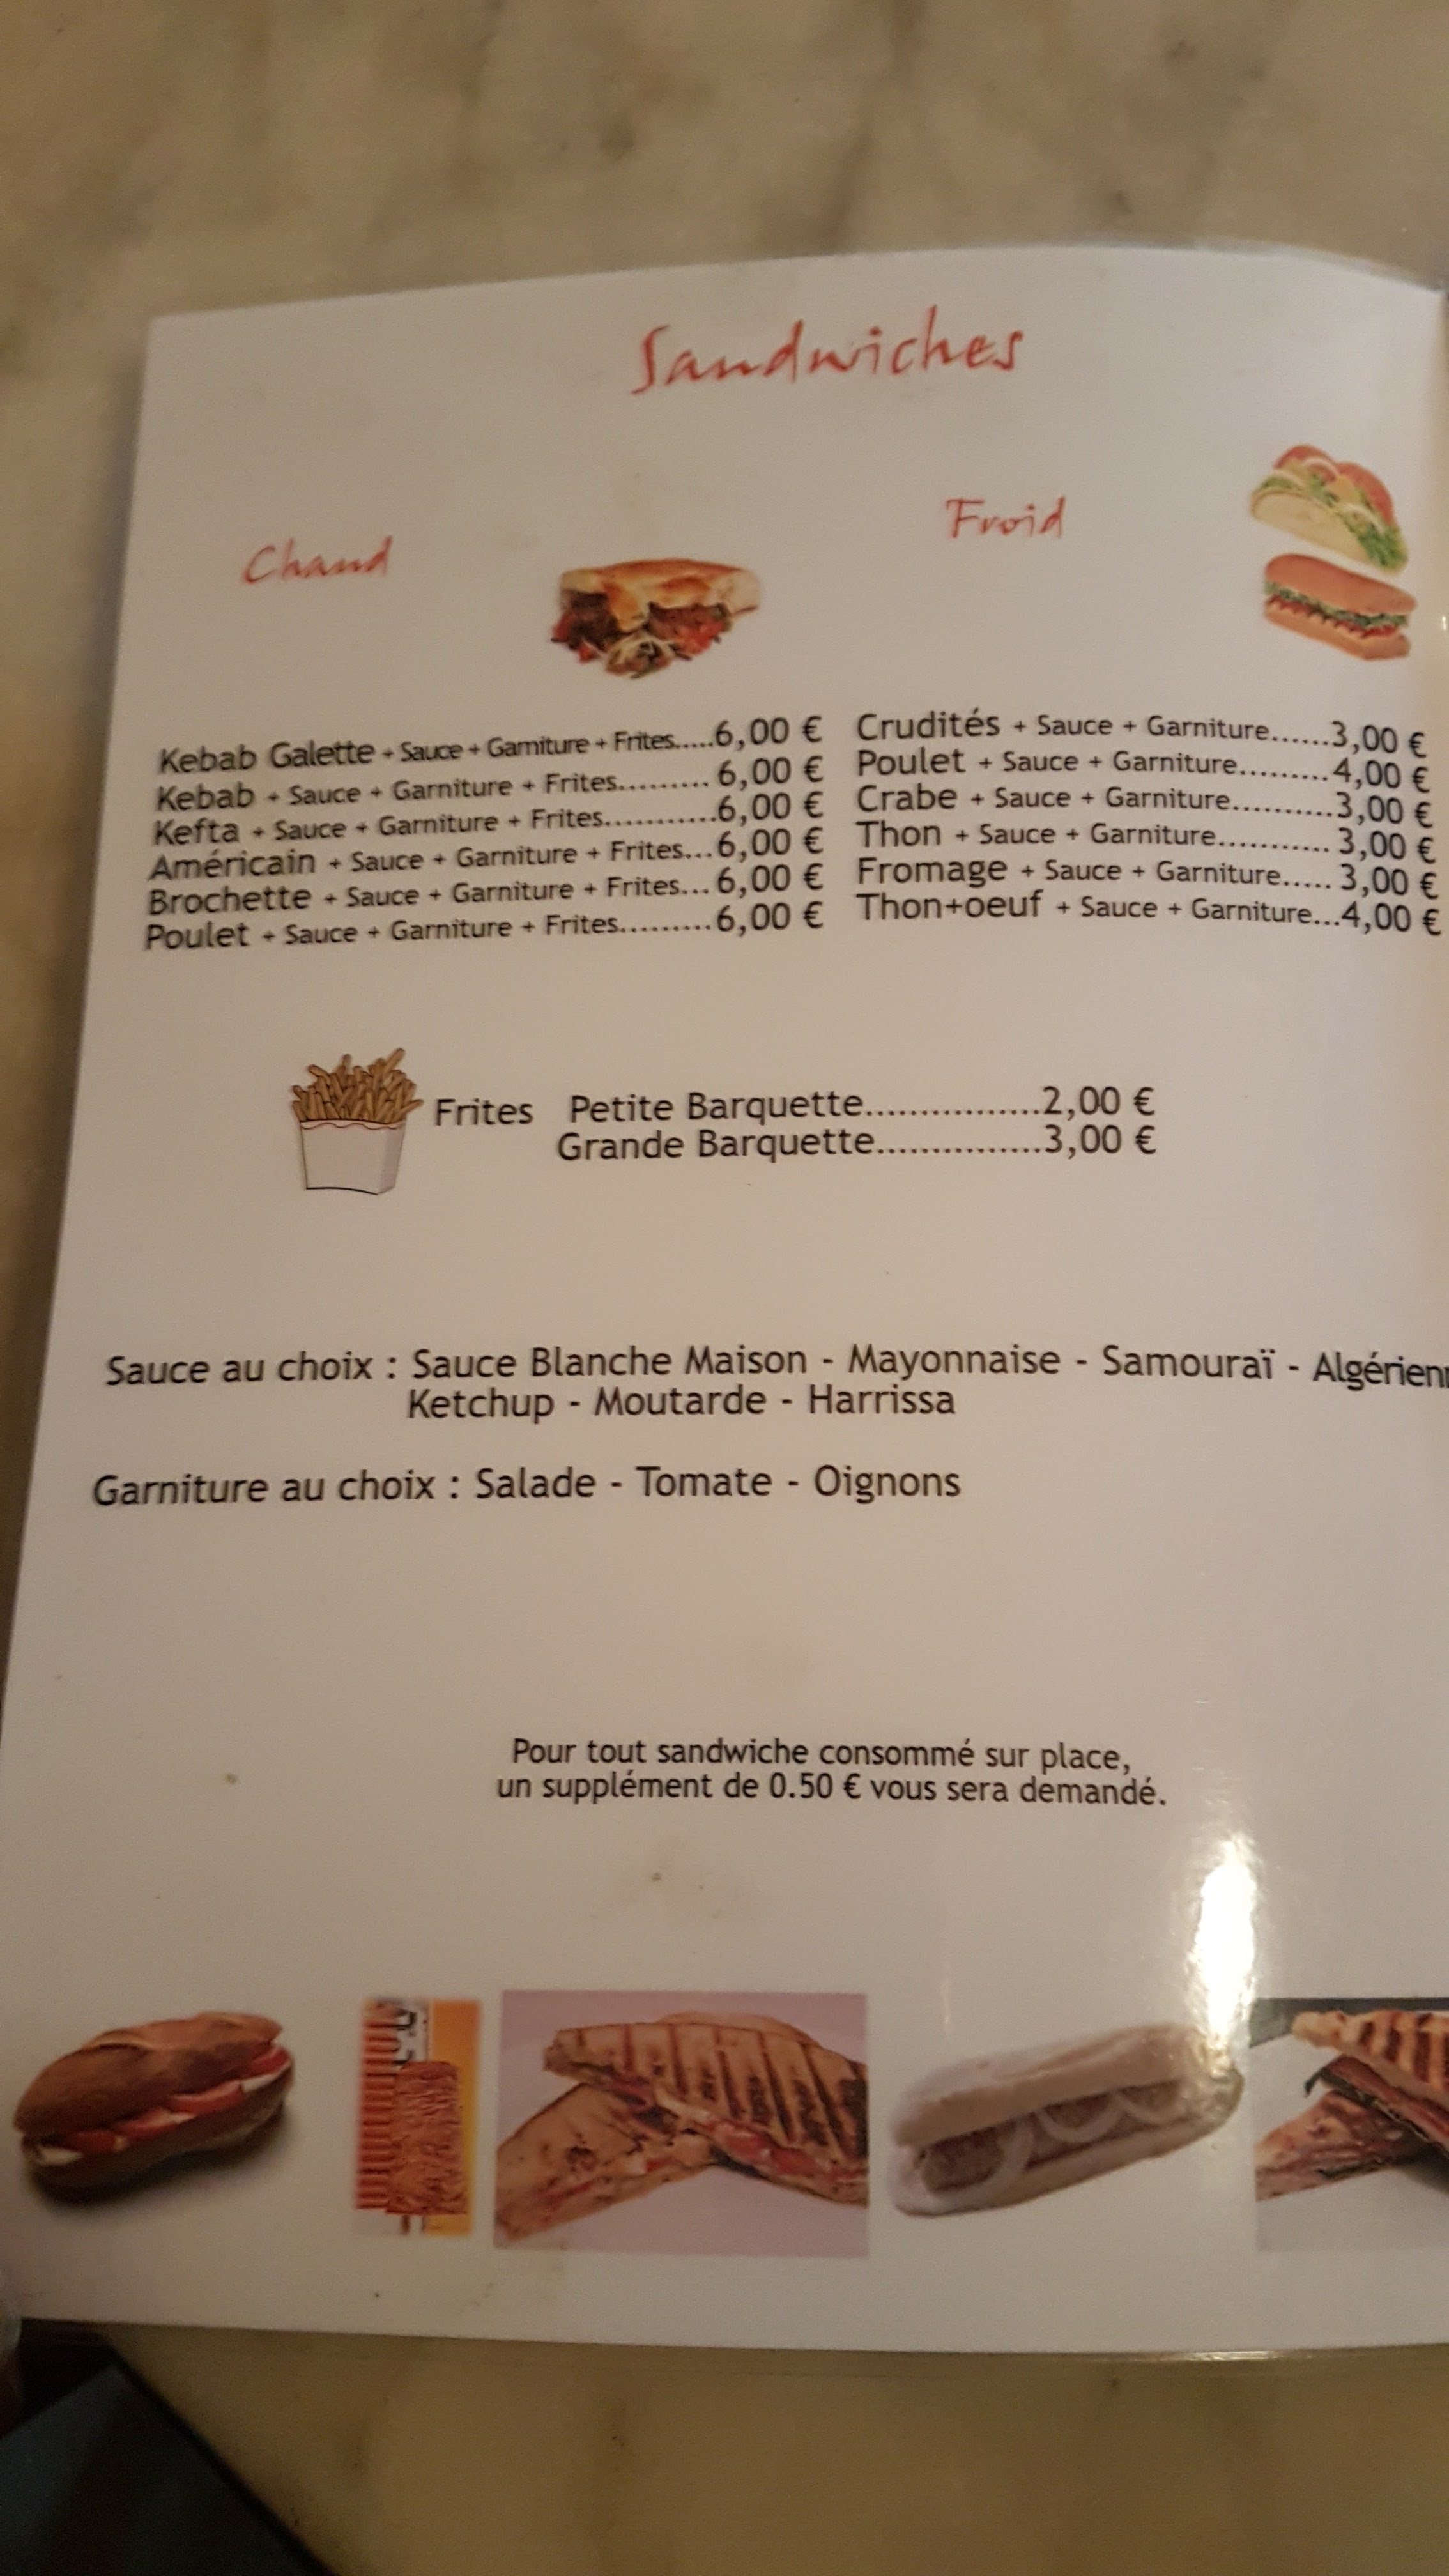 Sandwiches
Chaud
Froid
Kebab Galette + Sauce + Garniture + Frites.....6,00 €
Kebab + Sauce + Garniture + Frites......... 6,00 €
Kefta + Sauce + Garniture + Frites...........6,00 €
Américain + Sauce + Garniture + Frites...6,00 €
Brochette + Sauce + Garniture + Frites... 6,00 €
Poulet + Sauce + Garniture + Frites.........6,00 €
Crudités + Sauce + Garniture......3,00 €
Poulet + Sauce + Garniture.........4,00 €
Crabe + Sauce + Garniture..........3,00 €
Thon + Sauce + Garniture........... 3,00 €
Fromage + Sauce + Garniture..... 3,00 €
Thon+oeuf + Sauce + Garniture...4,00 €
Frites Petite Barquette.................2,00 €
Grande Barquette................3,00 €
Sauce au choix : Sauce Blanche Maison - Mayonnaise - Samouraï - Algérien
Ketchup - Moutarde - Harrissa
Garniture au choix : Salade - Tomate - Oignons
Pour tout sandwiche consommé sur place,
un supplément de 0.50 € vous sera demandé.